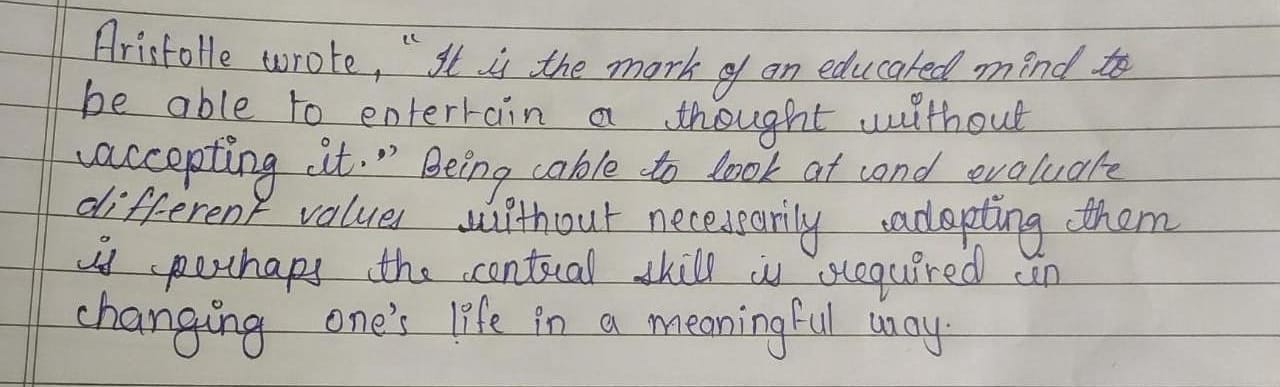 Aristotle wrote, "It is the mark of an educated mind to
be able to entertain a thought without
accepting it." Being able to look at and evaluate
different values without necessarily adopting them
is perhaps the central skill is required in
changing one's life in a meaningful way.